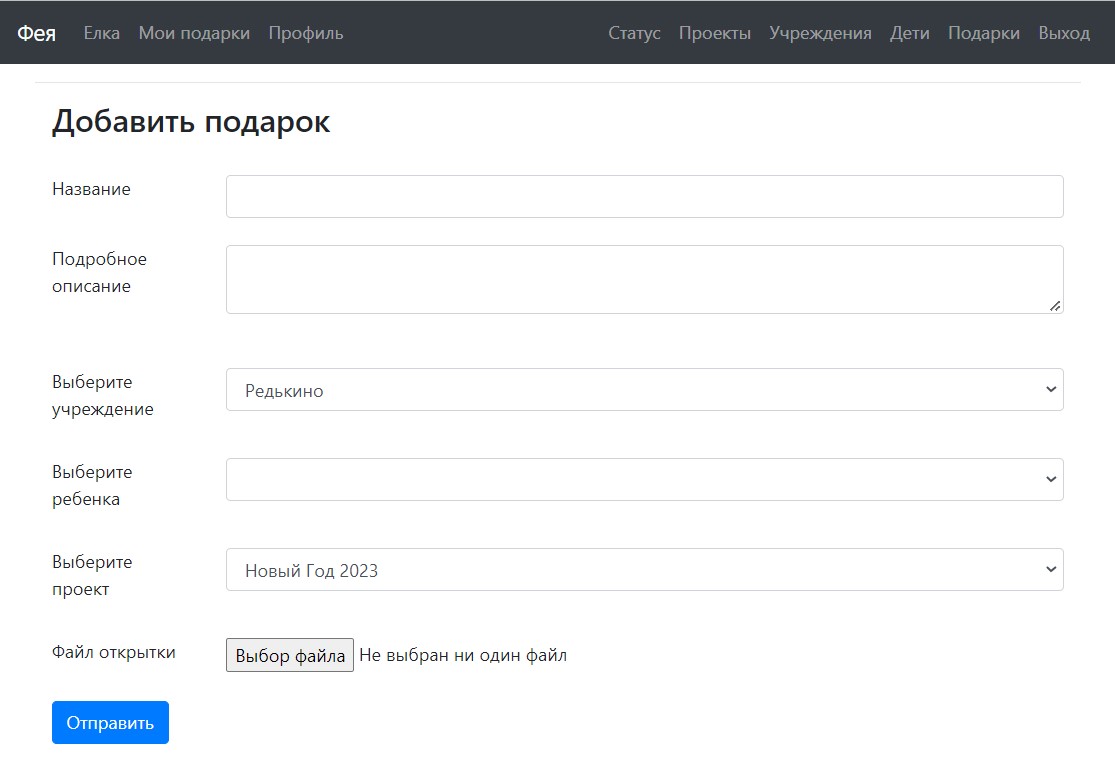 Фея Елка Мои подарки Профиль Статус Проекты Учреждения Дети Подарки Выход
Добавить подарок
Название
Подробное
описание
Выберите
учреждение
Редькино
Выберите
ребенка
Выберите
проект
Новый Год 2023
Файл открытки
Выбор файла Не выбран ни один файл
Отправить